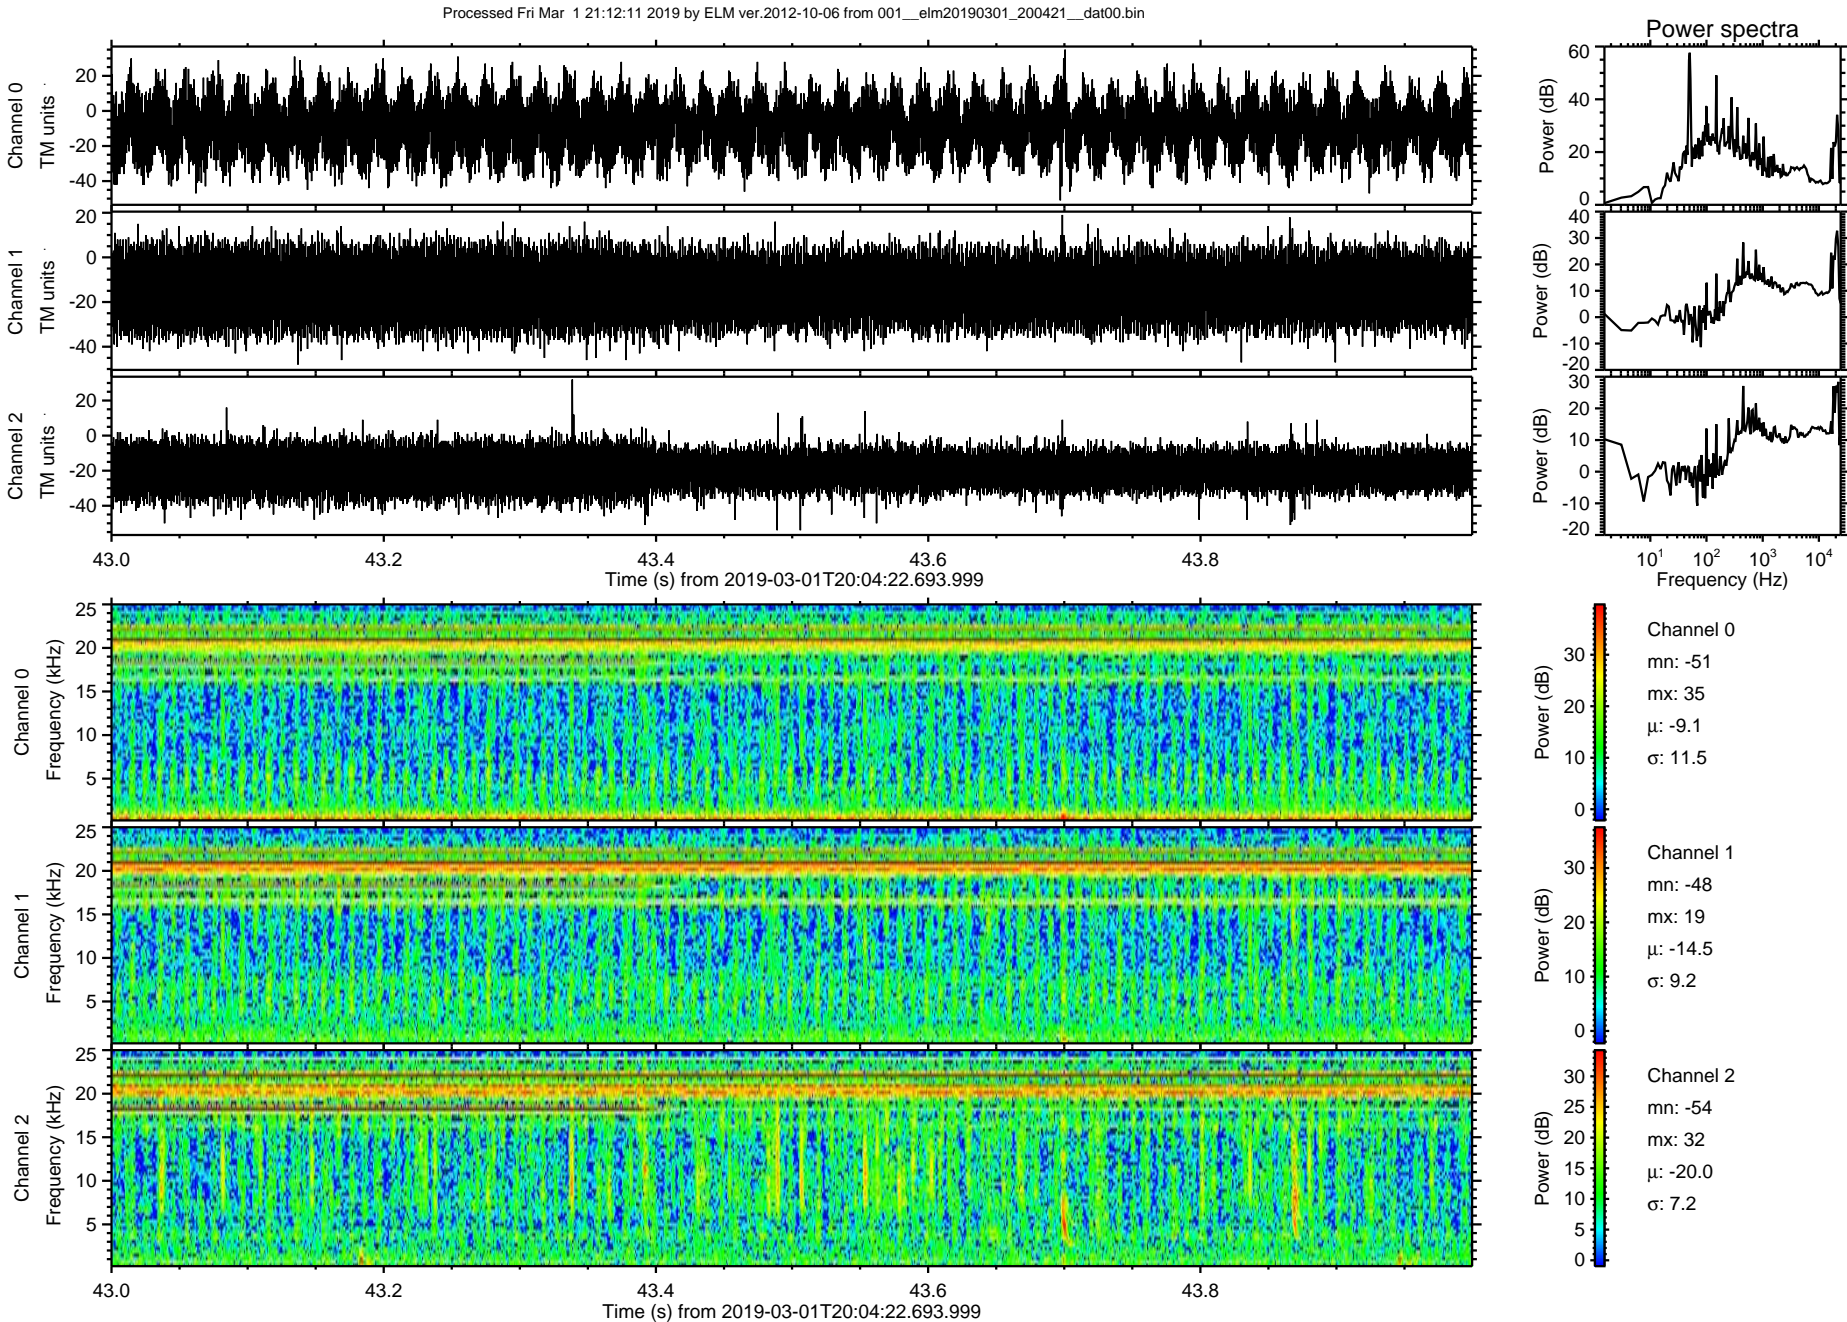 Processed Fri Mar 1 21:12:11 2019 by ELM ver.2012-10-06 from 001__elm20190301_200421__dat00.bin
Power spectra
Channel 0
TM units
20
0
-20
-40
Power (dB)
60
40
20
0
Channel 1
TM units
20
0
-20
-40
Power (dB)
40
30
20
10
0
-10
-20
Channel 2
TM units
20
0
-20
-40
Power (dB)
30
20
10
0
-10
-20
43.0 43.2 43.4 43.6 43.8
Time (s) from 2019-03-01T20:04:22.693.999
10¹ 10² 10³ 10⁴
Frequency (Hz)
Channel 0
Frequency (kHz)
25
20
15
10
5
Power (dB)
30
20
10
0
Channel 0
mn: -51
mx: 35
μ: -9.1
σ: 11.5
Channel 1
Frequency (kHz)
25
20
15
10
5
Power (dB)
30
20
10
0
Channel 1
mn: -48
mx: 19
μ: -14.5
σ: 9.2
Channel 2
Frequency (kHz)
25
20
15
10
5
Power (dB)
30
25
20
15
10
5
0
Channel 2
mn: -54
mx: 32
μ: -20.0
σ: 7.2
43.0 43.2 43.4 43.6 43.8
Time (s) from 2019-03-01T20:04:22.693.999